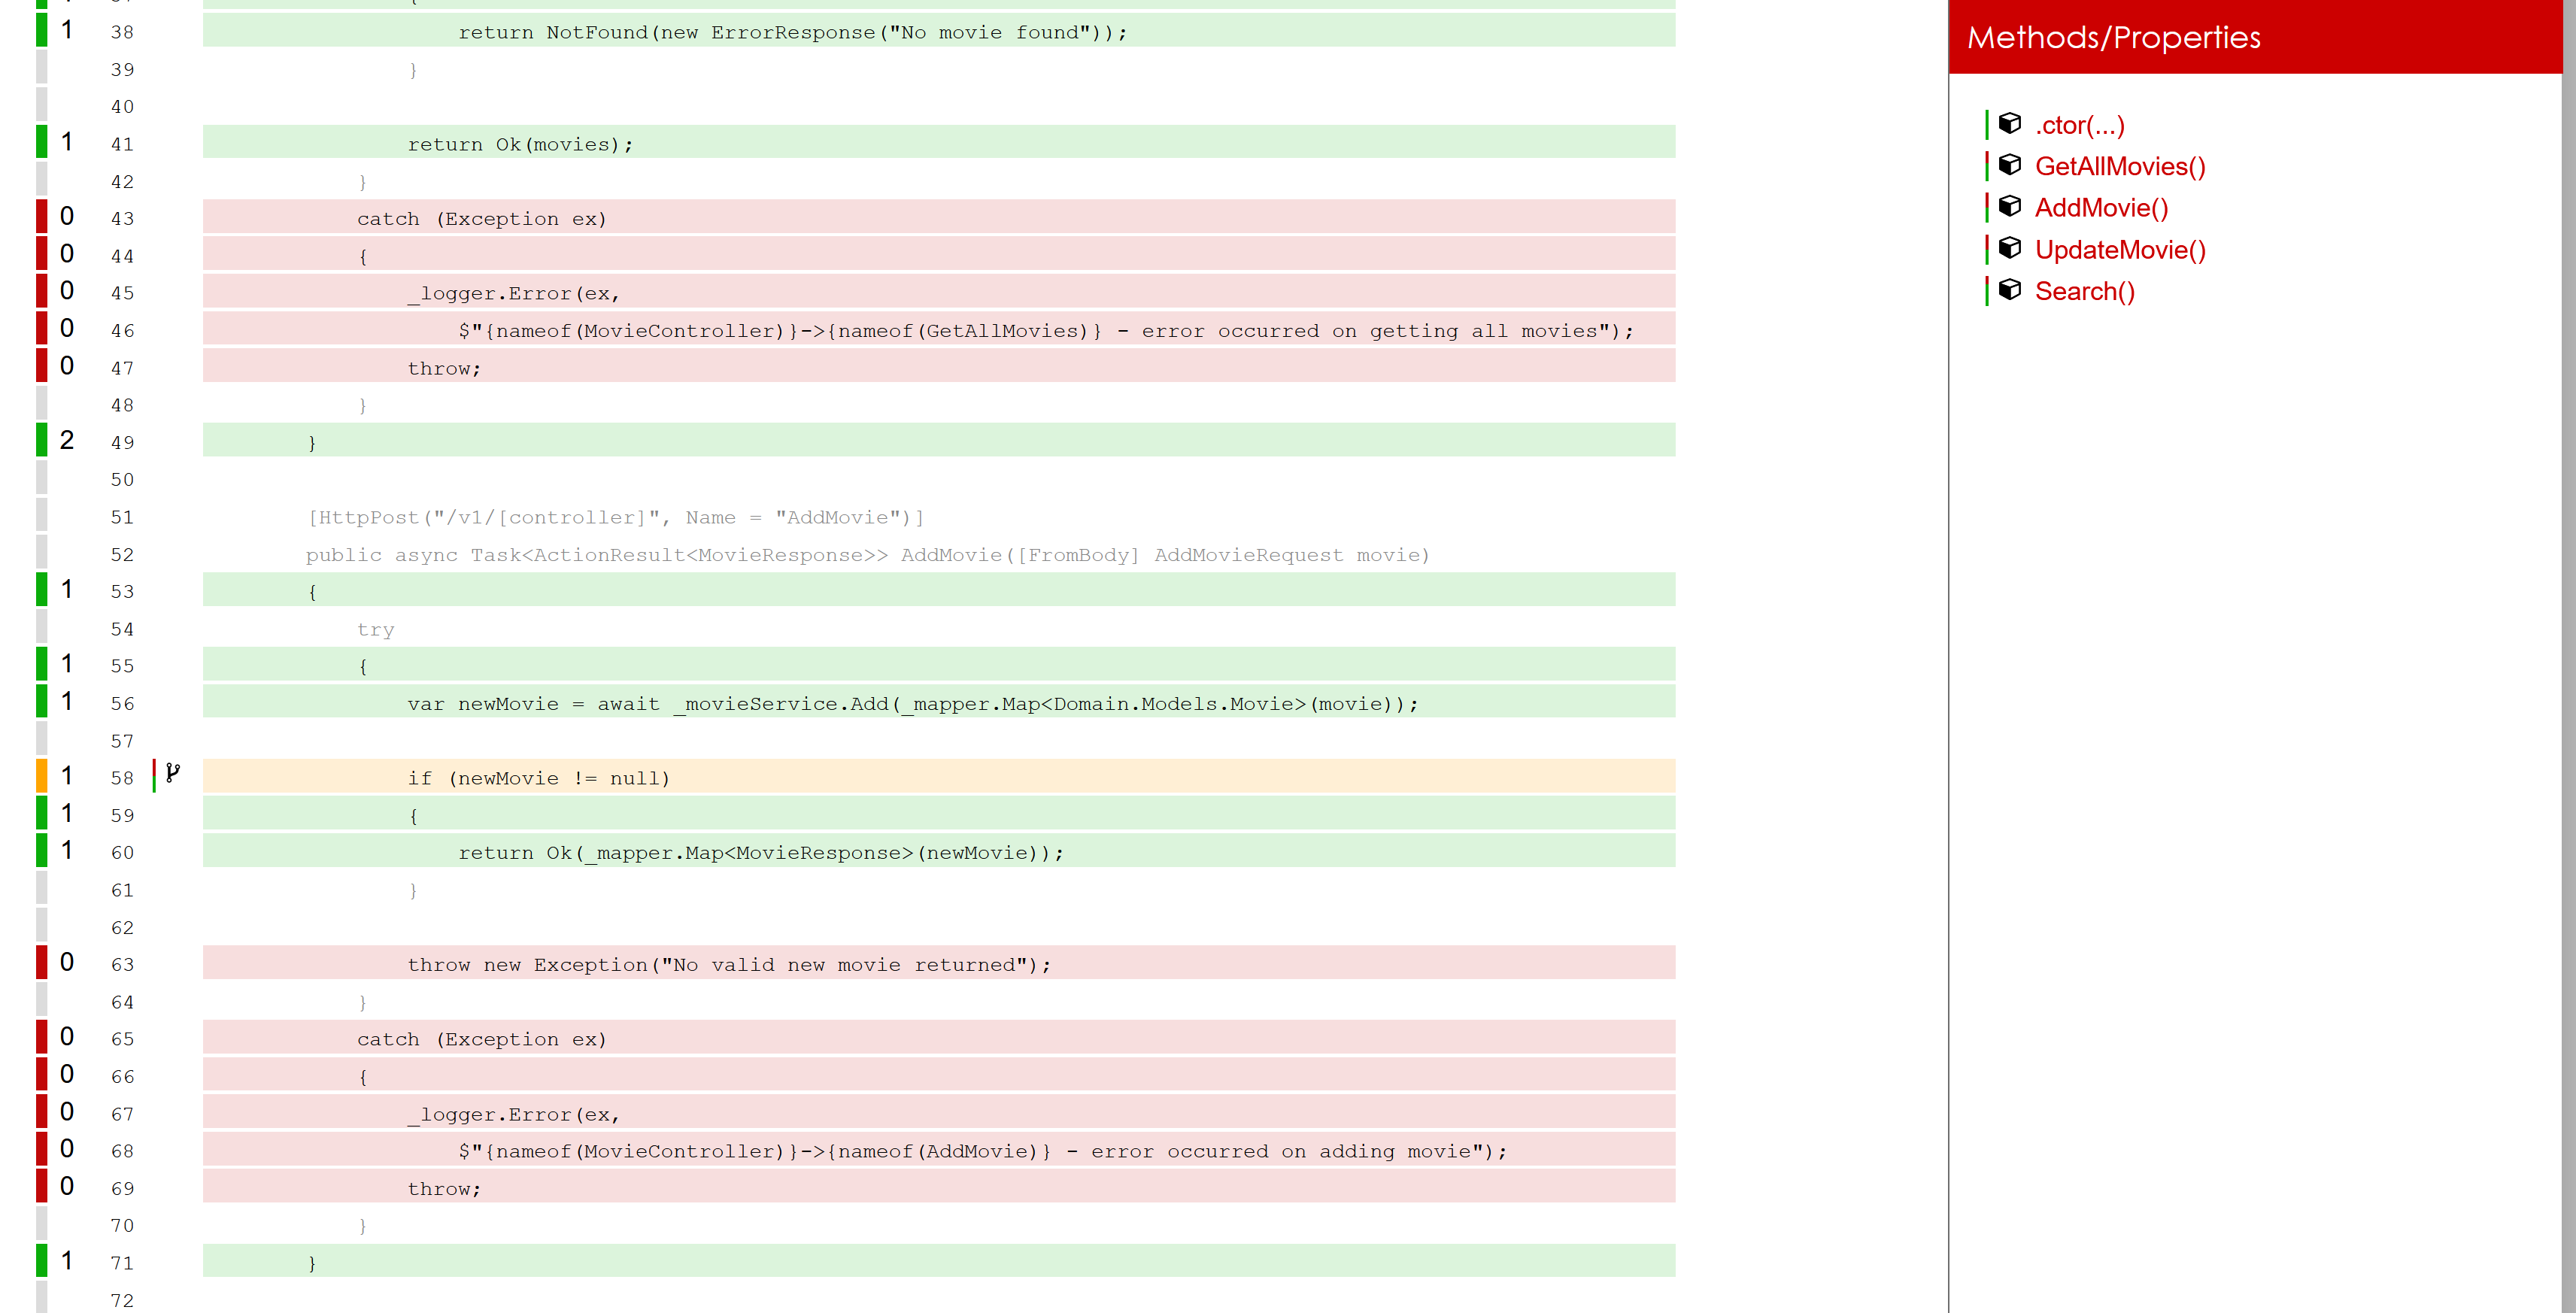 {
1 38 return NotFound(new ErrorResponse("No movie found"));
39 }
40
1 41 return Ok(movies);
42 }
0 43 catch (Exception ex)
0 44 {
0 45 _logger.Error(ex,
0 46 $"{nameof(MovieController)}->{nameof(GetAllMovies)} - error occurred on getting all movies");
0 47 throw;
48 }
2 49 }
50
51 [HttpPost("/v1/[controller]", Name = "AddMovie")]
52 public async Task<ActionResult<MovieResponse>> AddMovie([FromBody] AddMovieRequest movie)
1 53 {
54 try
1 55 {
1 56 var newMovie = await _movieService.Add(_mapper.Map<Domain.Models.Movie>(movie));
57
1 58 if (newMovie != null)
1 59 {
1 60 return Ok(_mapper.Map<MovieResponse>(newMovie));
61 }
62
0 63 throw new Exception("No valid new movie returned");
64 }
0 65 catch (Exception ex)
0 66 {
0 67 _logger.Error(ex,
0 68 $"{nameof(MovieController)}->{nameof(AddMovie)} - error occurred on adding movie");
0 69 throw;
70 }
1 71 }
72
Methods/Properties
.ctor(...)
GetAllMovies()
AddMovie()
UpdateMovie()
Search()